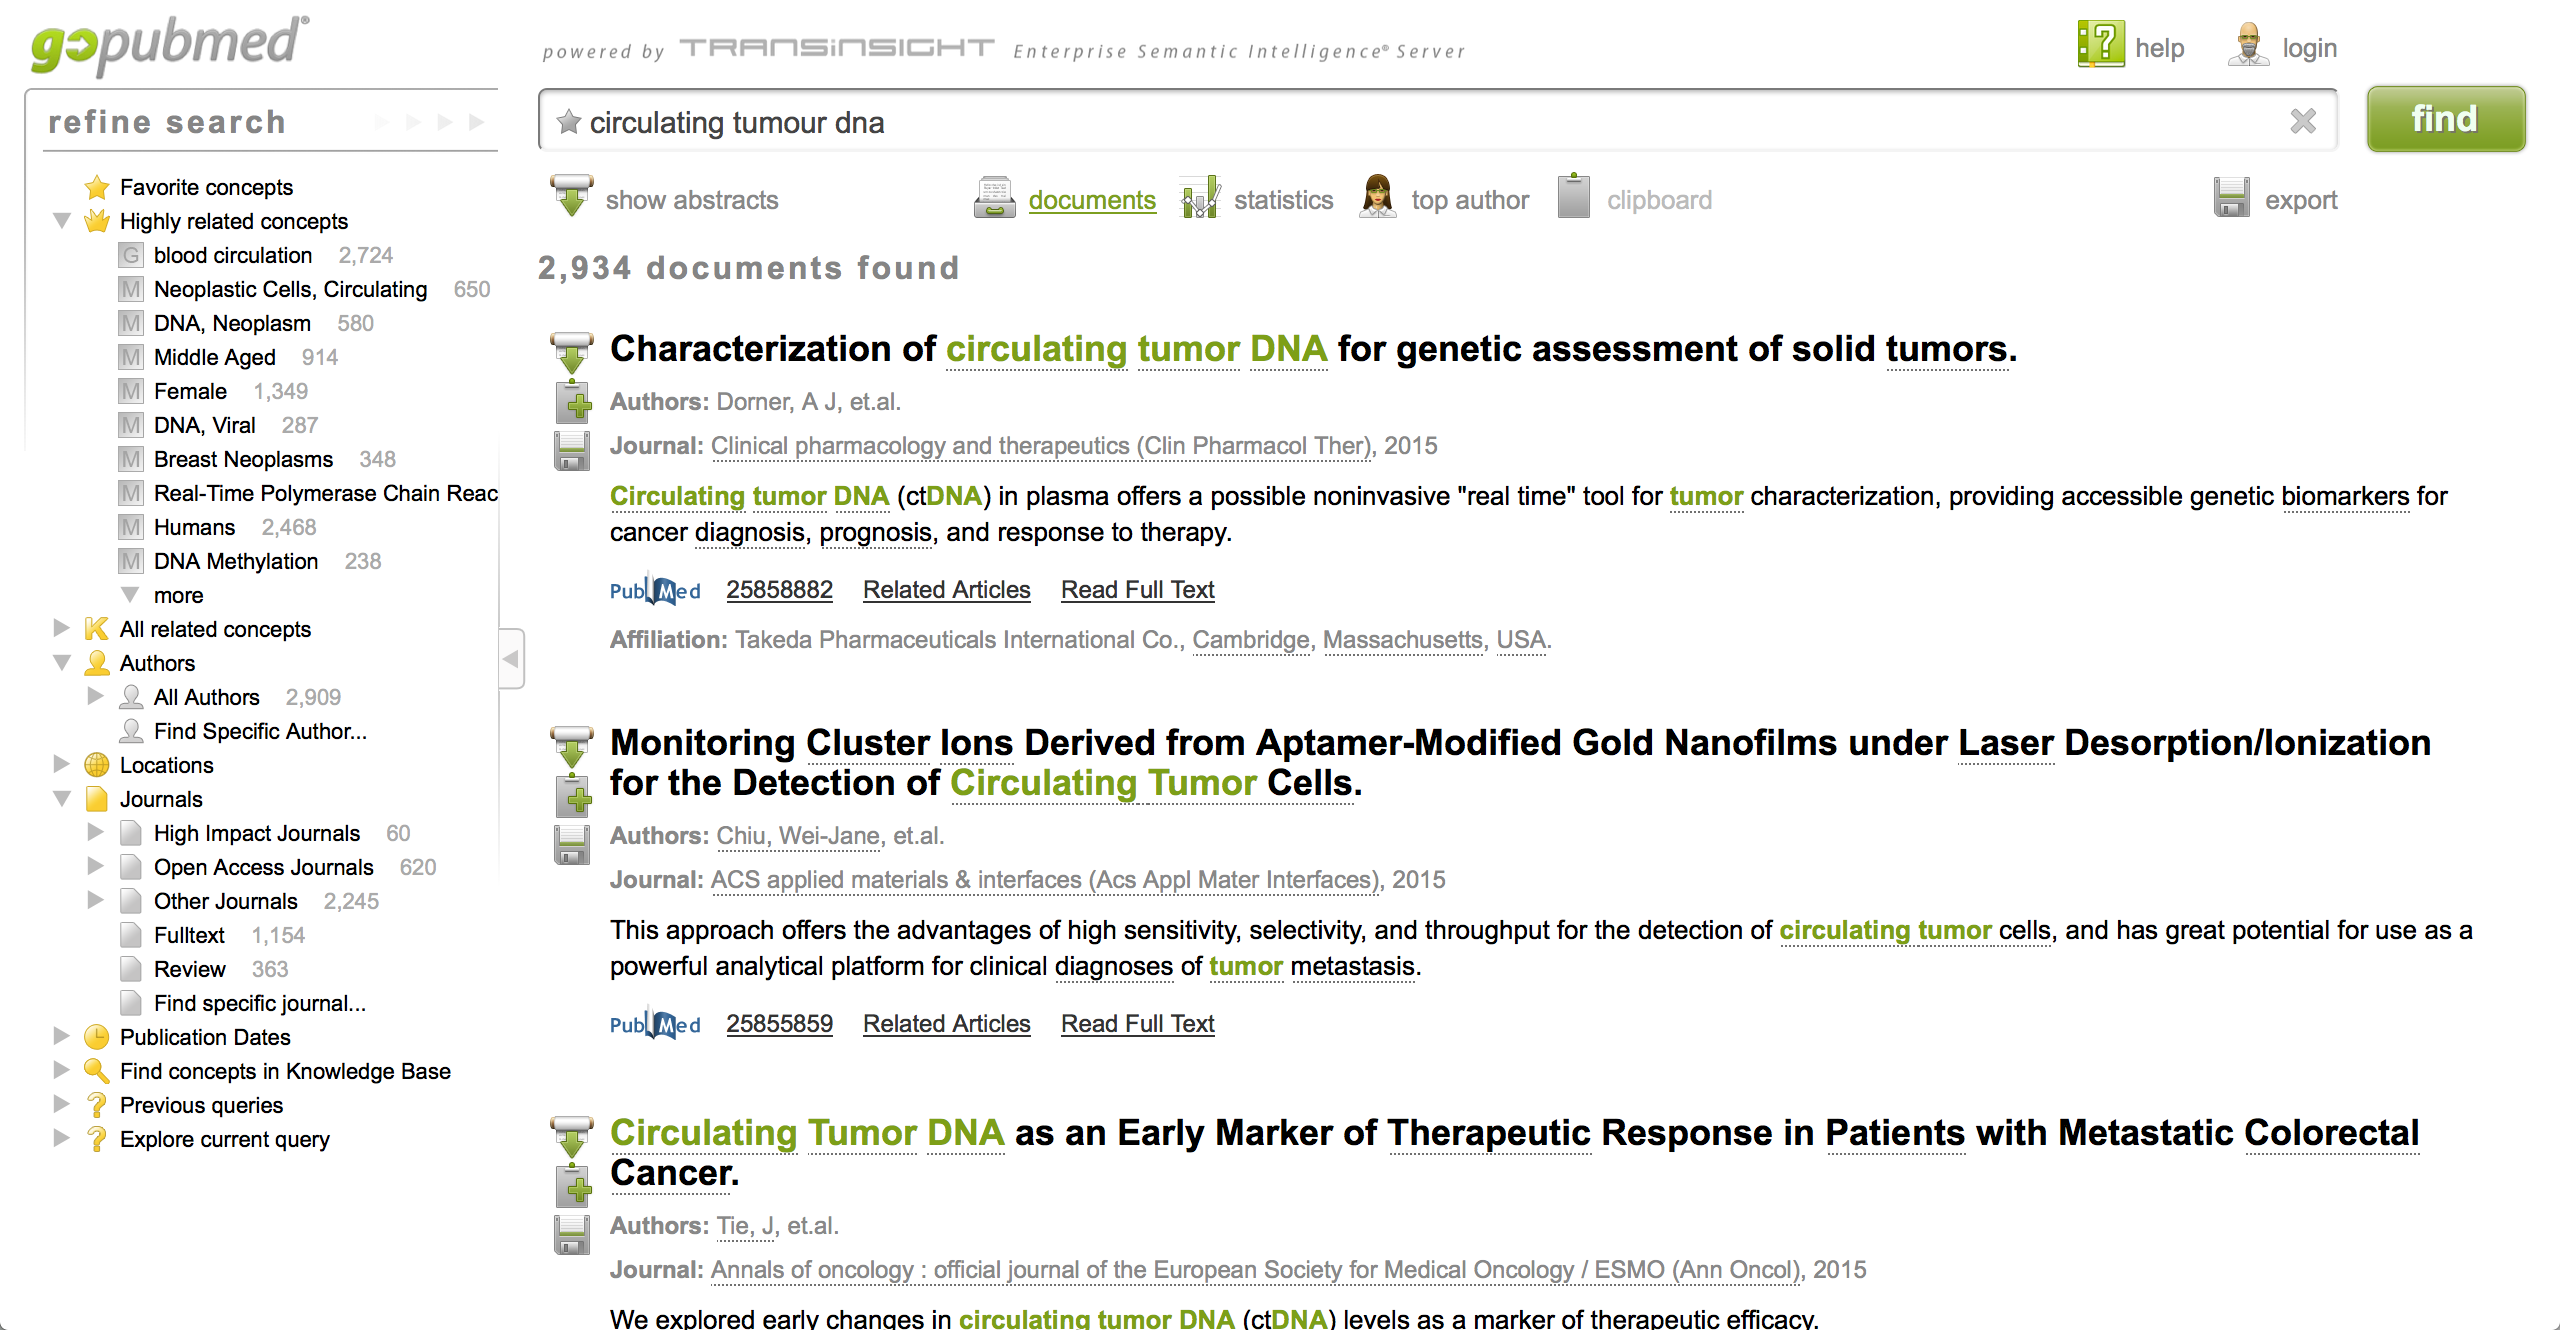 gopubmed®
powered by TRANSINSIGHT Enterprise Semantic Intelligence® Server
help
login
refine search
circulating tumour dna
find
show abstracts
documents
statistics
top author
clipboard
export
Favorite concepts
Highly related concepts
G blood circulation 2,724
M Neoplastic Cells, Circulating 650
M DNA, Neoplasm 580
M Middle Aged 914
M Female 1,349
M DNA, Viral 287
M Breast Neoplasms 348
M Real-Time Polymerase Chain Reac
M Humans 2,468
M DNA Methylation 238
more
All related concepts
Authors
All Authors 2,909
Find Specific Author...
Locations
Journals
High Impact Journals 60
Open Access Journals 620
Other Journals 2,245
Fulltext 1,154
Review 363
Find specific journal...
Publication Dates
Find concepts in Knowledge Base
Previous queries
Explore current query
2,934 documents found
Characterization of circulating tumor DNA for genetic assessment of solid tumors.
Authors: Dorner, A J, et.al.
Journal: Clinical pharmacology and therapeutics (Clin Pharmacol Ther), 2015
Circulating tumor DNA (ctDNA) in plasma offers a possible noninvasive "real time" tool for tumor characterization, providing accessible genetic biomarkers for
cancer diagnosis, prognosis, and response to therapy.
PubMed 25858882 Related Articles Read Full Text
Affiliation: Takeda Pharmaceuticals International Co., Cambridge, Massachusetts, USA.
Monitoring Cluster Ions Derived from Aptamer-Modified Gold Nanofilms under Laser Desorption/Ionization
for the Detection of Circulating Tumor Cells.
Authors: Chiu, Wei-Jane, et.al.
Journal: ACS applied materials & interfaces (Acs Appl Mater Interfaces), 2015
This approach offers the advantages of high sensitivity, selectivity, and throughput for the detection of circulating tumor cells, and has great potential for use as a
powerful analytical platform for clinical diagnoses of tumor metastasis.
PubMed 25855859 Related Articles Read Full Text
Circulating Tumor DNA as an Early Marker of Therapeutic Response in Patients with Metastatic Colorectal
Cancer.
Authors: Tie, J, et.al.
Journal: Annals of oncology : official journal of the European Society for Medical Oncology / ESMO (Ann Oncol), 2015
We explored early changes in circulating tumor DNA (ctDNA) levels as a marker of therapeutic efficacy.